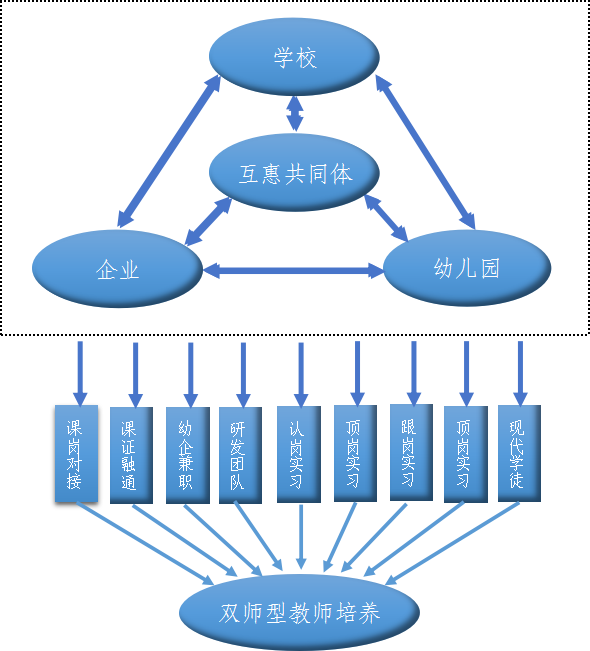 学校
互惠共同体
企业
幼儿园
课岗对接
课证融通
幼企兼职
研发团队
认岗实习
顶岗实习
跟岗实习
顶岗实习
现代学徒
双师型教师培养